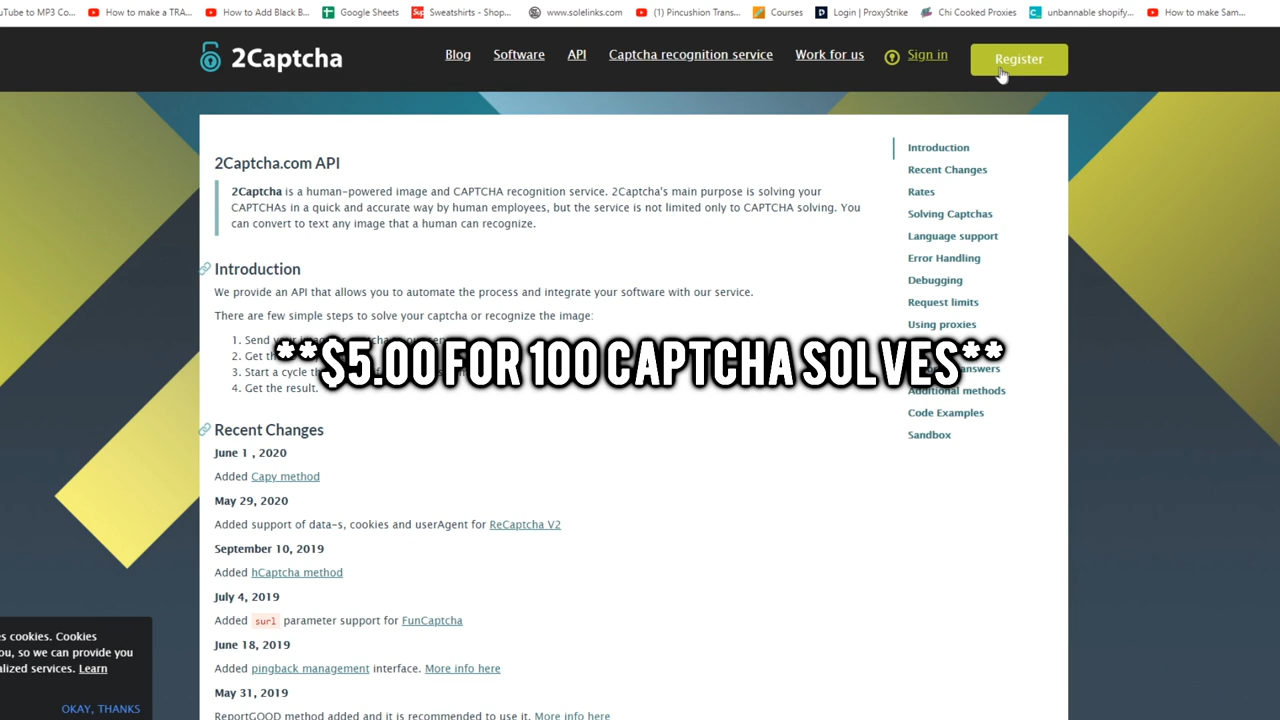 uTube to MP3 Co...
How to make a TRA...
How to Add Black B...
Google Sheets
Sweatshirts - Shop...
www.solelinks.com
(1) Pincushion Trans...
Courses
Login | ProxyStrike
Chi Cooked Proxies
unbannable shopify...
How to make Sam...
2Captcha
Blog
Software
API
Captcha recognition service
Work for us
Sign in
Register
2Captcha.com API
2Captcha is a human-powered image and CAPTCHA recognition service. 2Captcha's main purpose is solving your
CAPTCHAs in a quick and accurate way by human employees, but the service is not limited only to CAPTCHA solving. You
can convert to text any image that a human can recognize.
Introduction
We provide an API that allows you to automate the process and integrate your software with our service.
There are few simple steps to solve your captcha or recognize the image:
1. Send
2. Get
3. Start a cycle
4. Get the result.
**$5.00 FOR 100 CAPTCHA SOLVES**
Recent Changes
June 1 , 2020
Added Capy method
May 29, 2020
Added support of data-s, cookies and userAgent for ReCaptcha V2
September 10, 2019
Added hCaptcha method
July 4, 2019
Added surl parameter support for FunCaptcha
June 18, 2019
Added pingback management interface. More info here
May 31, 2019
ReportGOOD method added and it is recommended to use it. More info here
Introduction
Recent Changes
Rates
Solving Captchas
Language support
Error Handling
Debugging
Request limits
Using proxies
answers
Additional methods
Code Examples
Sandbox
es cookies. Cookies
ou, so we can provide you
alized services. Learn
OKAY, THANKS